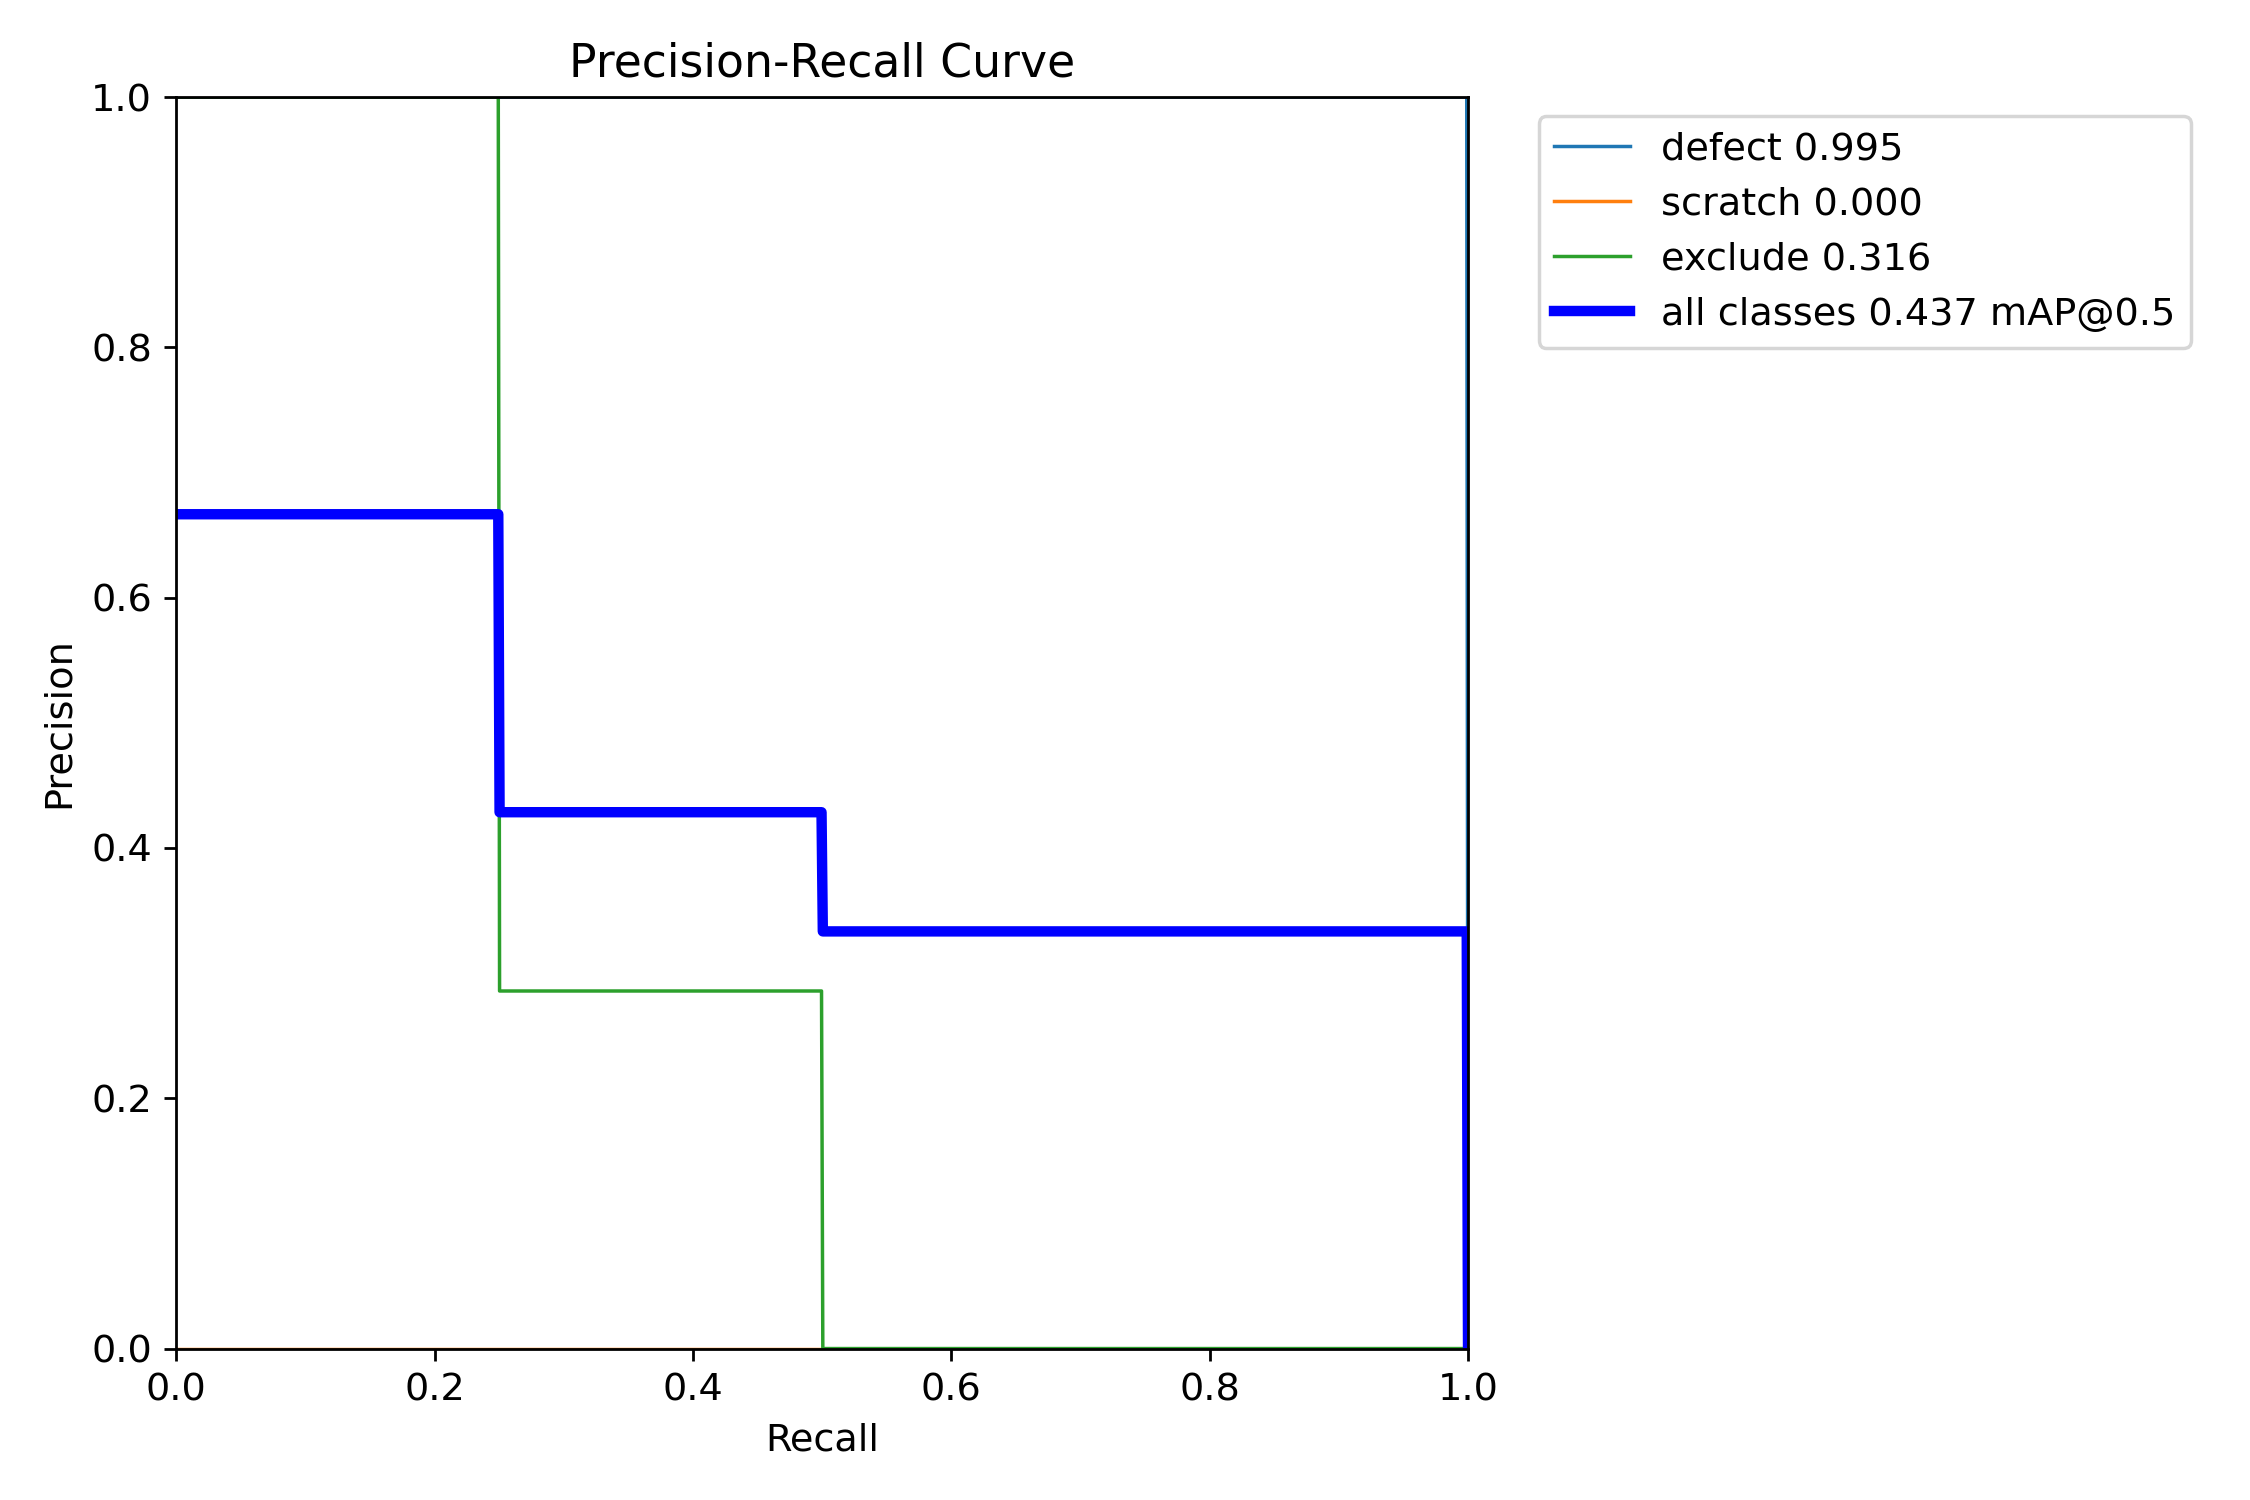 Precision-Recall Curve
1.0
0.8
0.6
0.4
0.2
0.0
Precision
0.0 0.2 0.4 0.6 0.8 1.0
Recall
defect 0.995
scratch 0.000
exclude 0.316
all classes 0.437 mAP@0.5